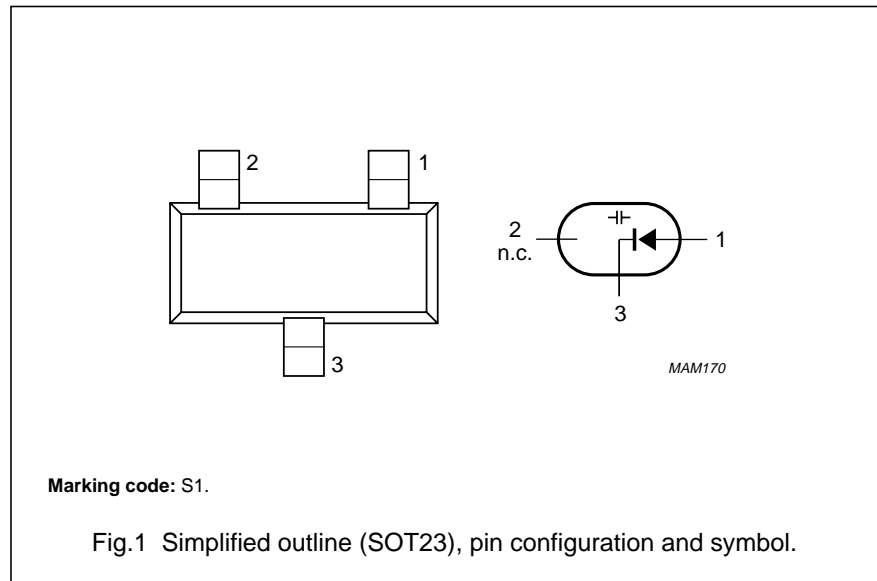 2
1
3
2
n.c.
1
3
MAM170
Marking code: S1.
Fig.1 Simplified outline (SOT23), pin configuration and symbol.